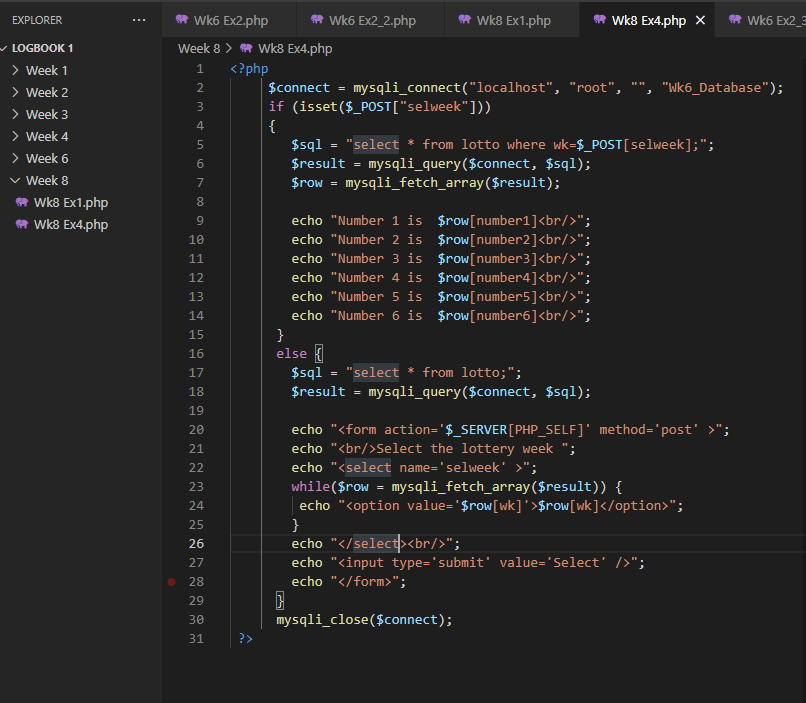 EXPLORER ··· Wk6 Ex2.php Wk6 Ex2_2.php Wk8 Ex1.php Wk8 Ex4.php Wk6 Ex2_3
LOGBOOK 1
Week 1
Week 2
Week 3
Week 4
Week 6
Week 8
Wk8 Ex1.php
Wk8 Ex4.php
Week 8 > Wk8 Ex4.php
1 <?php
2 $connect = mysqli_connect("localhost", "root", "", "Wk6_Database");
3 if (isset($_POST["selweek"]))
4 {
5 $sql = "select * from lotto where wk=$_POST[selweek];";
6 $result = mysqli_query($connect, $sql);
7 $row = mysqli_fetch_array($result);
8
9 echo "Number 1 is  $row[number1]<br/>";
10 echo "Number 2 is  $row[number2]<br/>";
11 echo "Number 3 is  $row[number3]<br/>";
12 echo "Number 4 is  $row[number4]<br/>";
13 echo "Number 5 is  $row[number5]<br/>";
14 echo "Number 6 is  $row[number6]<br/>";
15 }
16 else {
17 $sql = "select * from lotto;";
18 $result = mysqli_query($connect, $sql);
19
20 echo "<form action='$_SERVER[PHP_SELF]' method='post' >";
21 echo "<br/>Select the lottery week ";
22 echo "<select name='selweek' >";
23 while($row = mysqli_fetch_array($result)) {
24 echo "<option value='$row[wk]'>$row[wk]</option>";
25 }
26 echo "</select><br/>";
27 echo "<input type='submit' value='Select' />";
28 echo "</form>";
29 }
30 mysqli_close($connect);
31 ?>